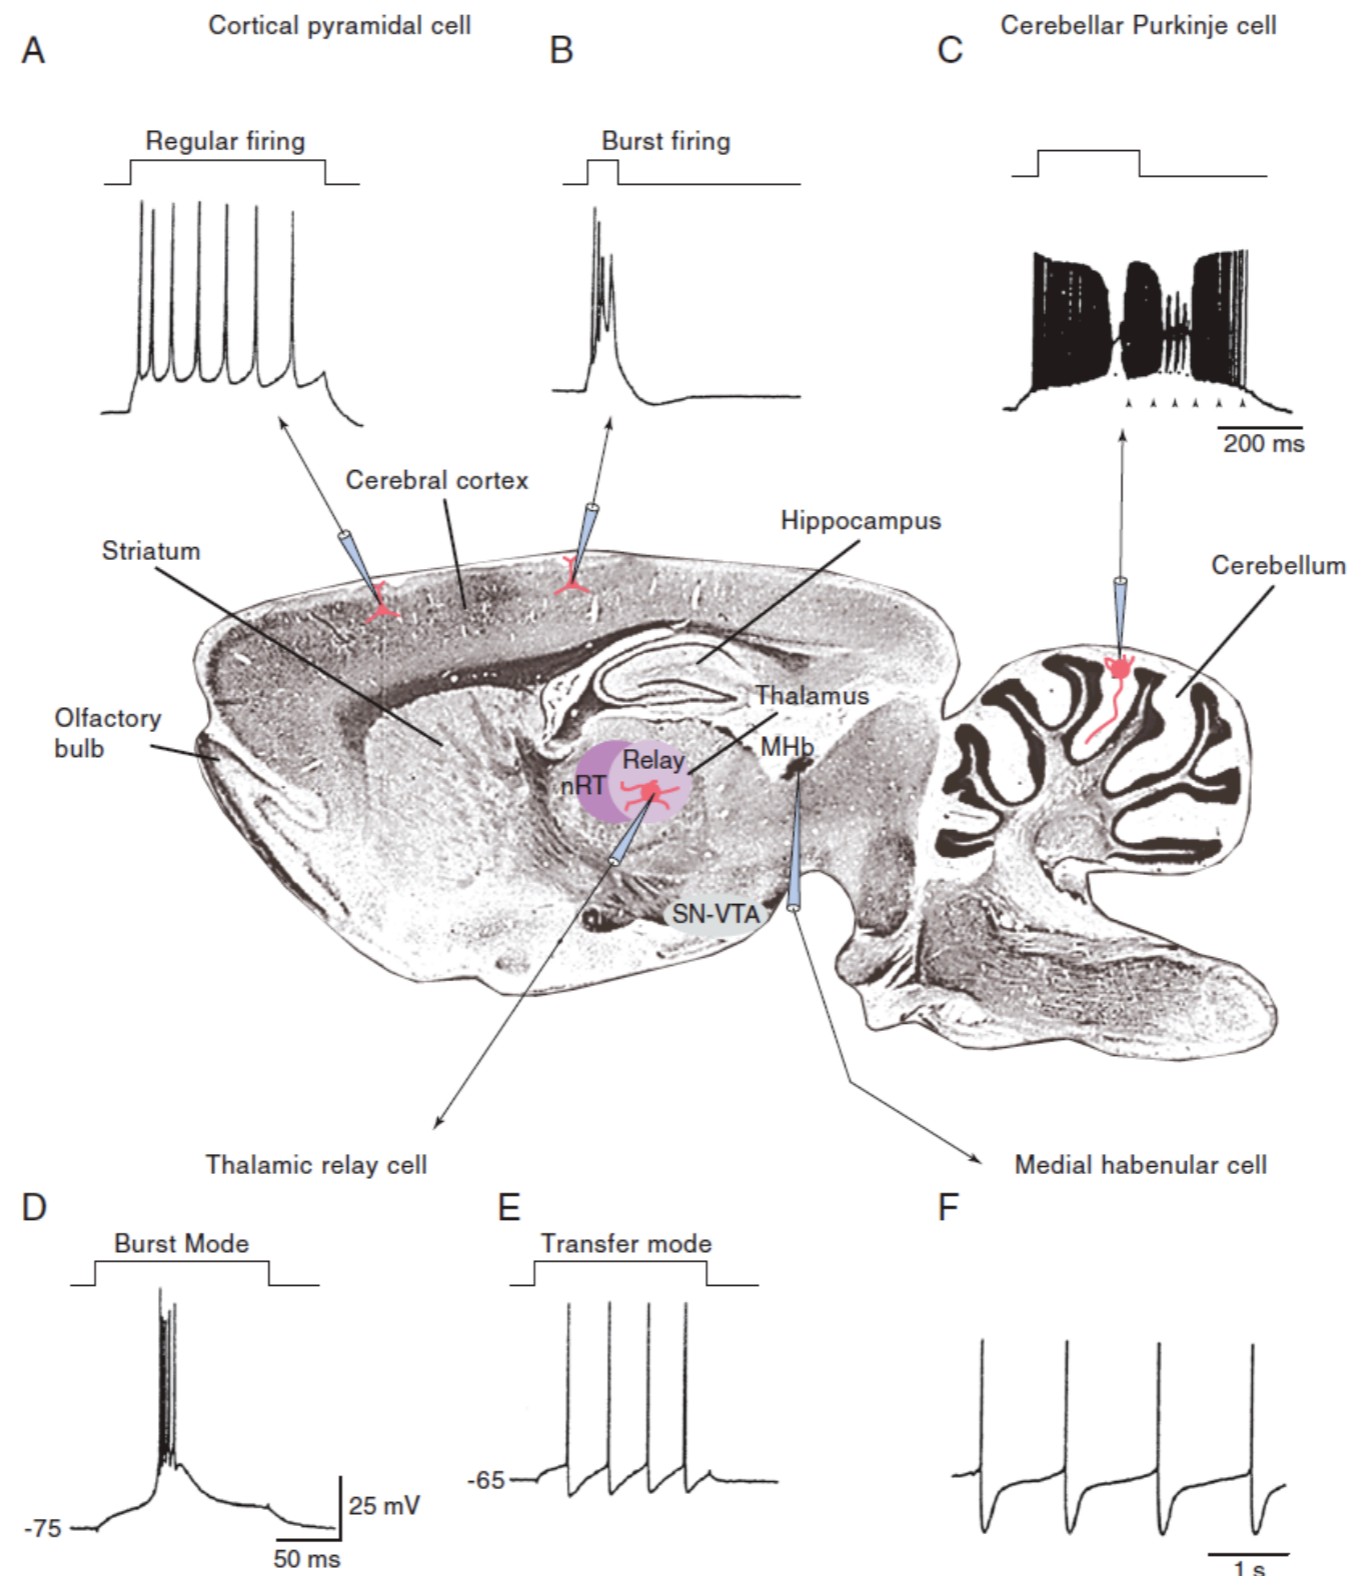 Cortical pyramidal cell
Cerebellar Purkinje cell
A
B
C
Regular firing
Burst firing
200 ms
Cerebral cortex
Hippocampus
Striatum
Cerebellum
Thalamus
Olfactory
bulb
MHb
Relay
nRT
SN-VTA
Thalamic relay cell
Medial habenular cell
D
E
F
Burst Mode
Transfer mode
-65
25 mV
-75
50 ms
1 s